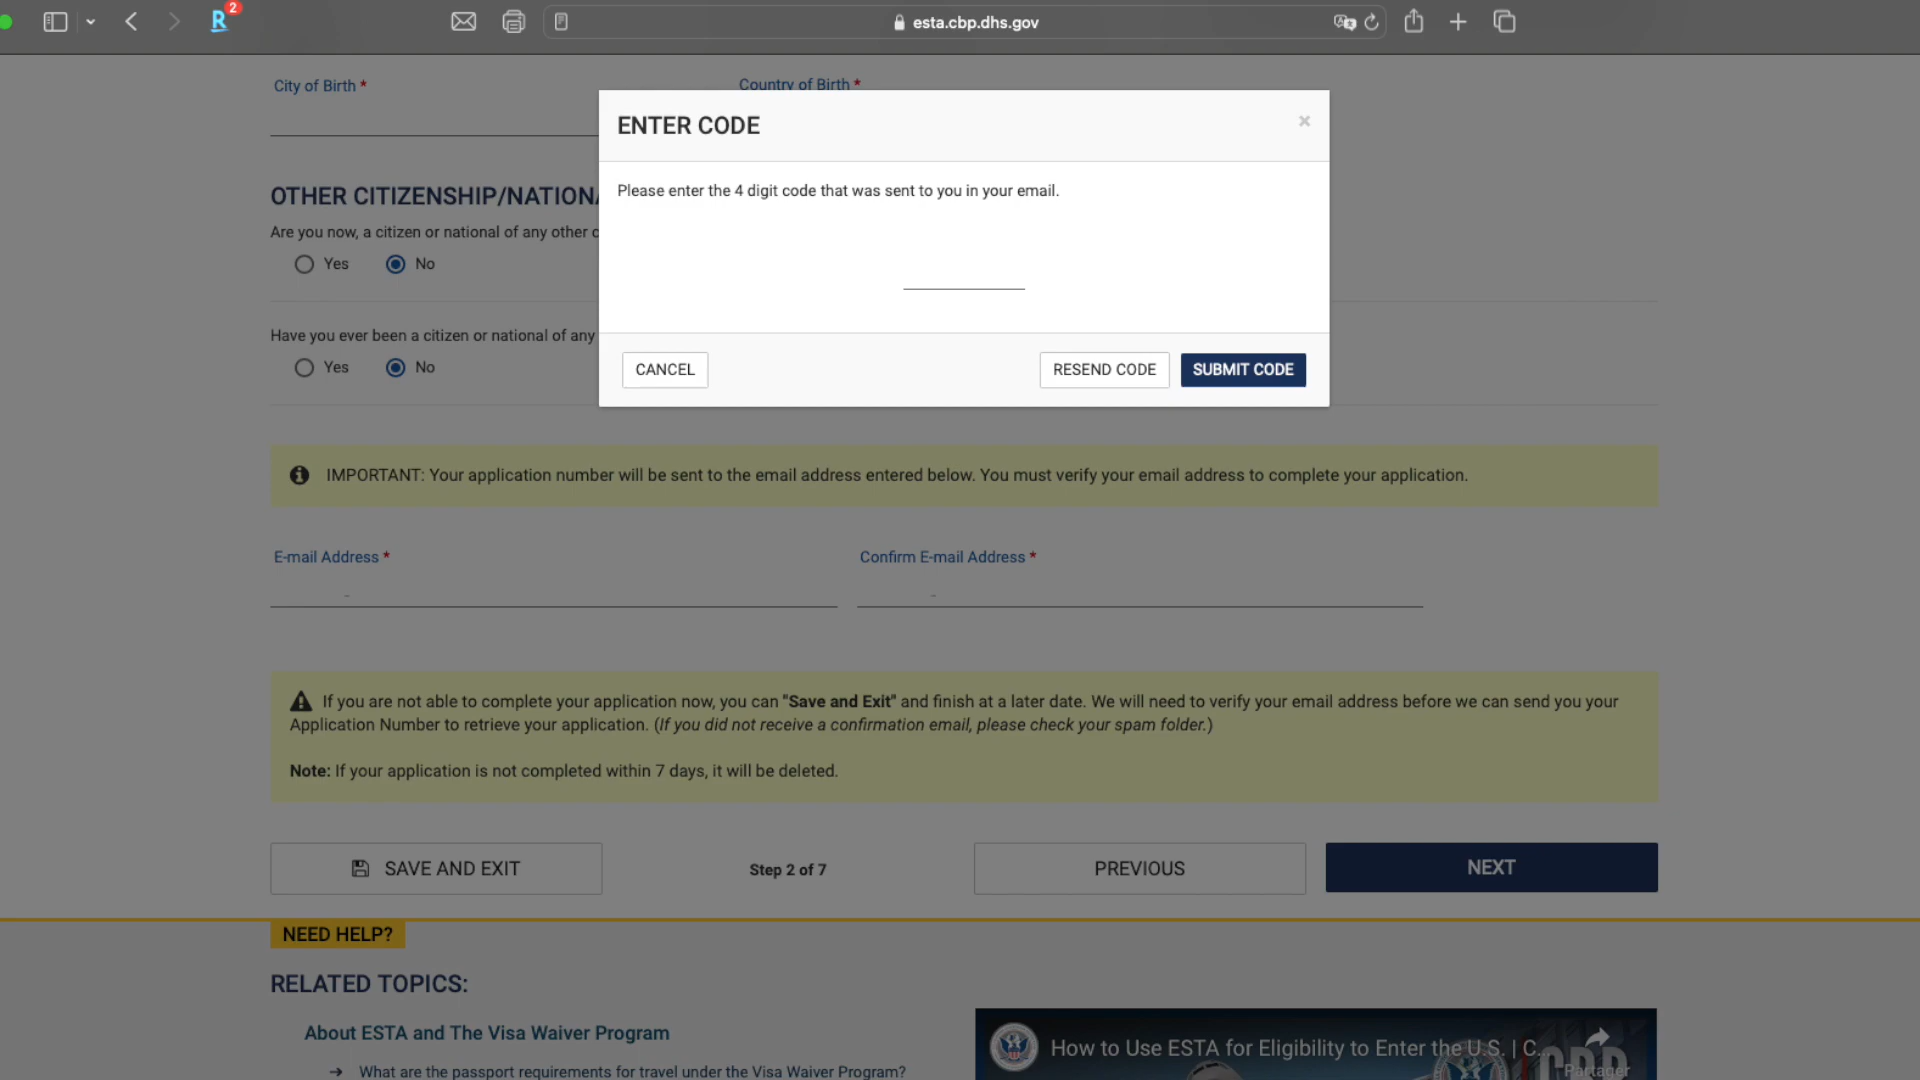 2
esta.cbp.dhs.gov
City of Birth *
Country of Birth *
ENTER CODE
×
Please enter the 4 digit code that was sent to you in your email.
OTHER CITIZENSHIP/NATIONA
Are you now, a citizen or national of any other c
Yes No
Have you ever been a citizen or national of any
Yes No
CANCEL
RESEND CODE
SUBMIT CODE
IMPORTANT: Your application number will be sent to the email address entered below. You must verify your email address to complete your application.
E-mail Address *
Confirm E-mail Address *
If you are not able to complete your application now, you can "Save and Exit" and finish at a later date. We will need to verify your email address before we can send you your
Application Number to retrieve your application. (If you did not receive a confirmation email, please check your spam folder.)
Note: If your application is not completed within 7 days, it will be deleted.
SAVE AND EXIT
Step 2 of 7
PREVIOUS
NEXT
NEED HELP?
RELATED TOPICS:
About ESTA and The Visa Waiver Program
→ What are the passport requirements for travel under the Visa Waiver Program?
How to Use ESTA for Eligibility to Enter the U.S. | C...
CBP
Partager